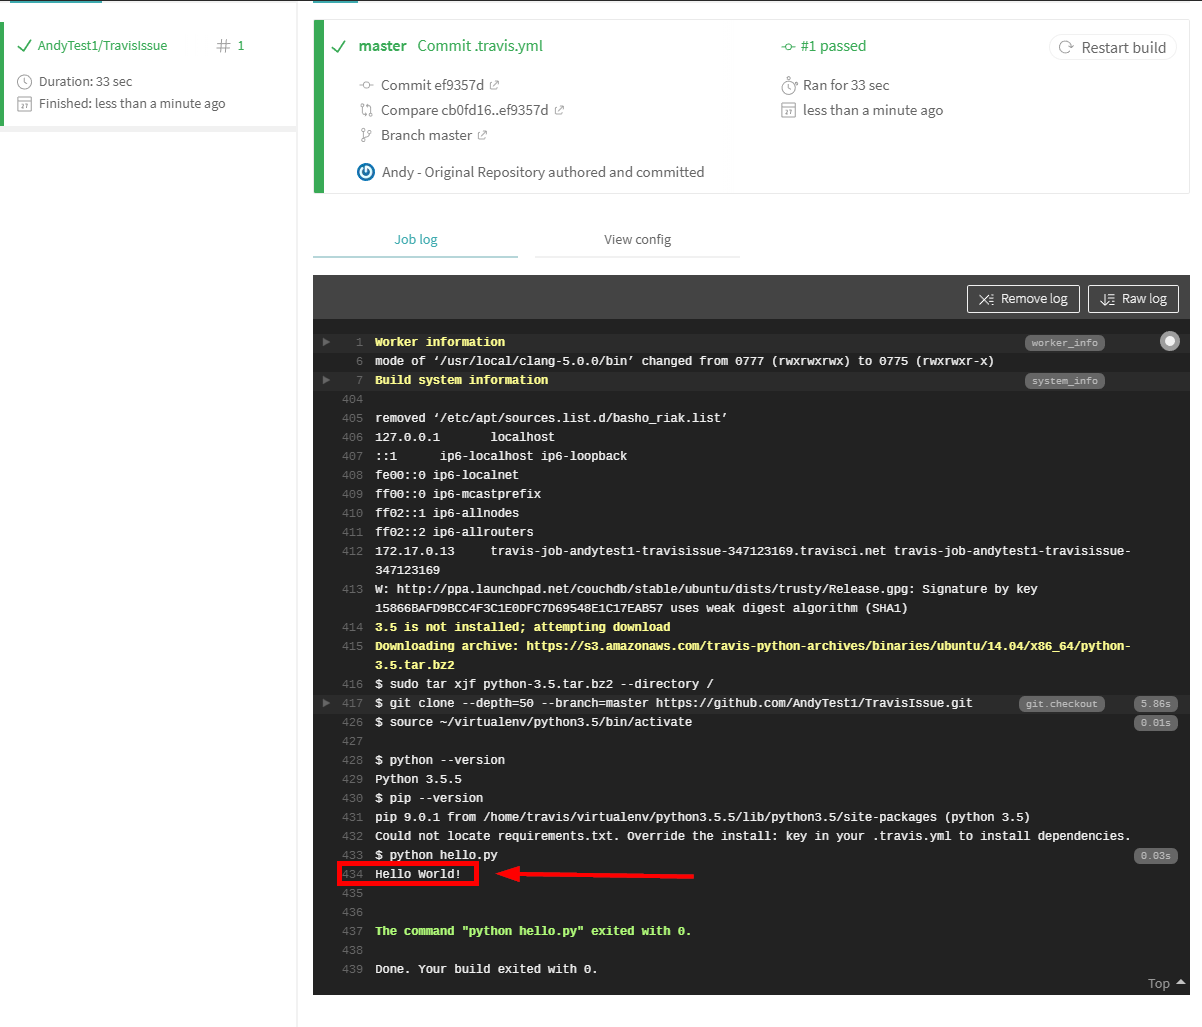 AndyTest1/TravisIssue # 1
Duration: 33 sec
Finished: less than a minute ago
master Commit .travis.yml
#1 passed
Restart build
Commit ef9357d
Ran for 33 sec
Compare cb0fd16..ef9357d
less than a minute ago
Branch master
Andy - Original Repository authored and committed
Job log
View config
Remove log
Raw log
1 Worker information worker_info
6 mode of ‘/usr/local/clang-5.0.0/bin’ changed from 0777 (rwxrwxrwx) to 0775 (rwxrwxr-x)
7 Build system information system_info
404
405 removed ‘/etc/apt/sources.list.d/basho_riak.list’
406 127.0.0.1 localhost
407 ::1 ip6-localhost ip6-loopback
408 fe00::0 ip6-localnet
409 ff00::0 ip6-mcastprefix
410 ff02::1 ip6-allnodes
411 ff02::2 ip6-allrouters
412 172.17.0.13 travis-job-andytest1-travisissue-347123169.travisci.net travis-job-andytest1-travisissue-
347123169
413 W: http://ppa.launchpad.net/couchdb/stable/ubuntu/dists/trusty/Release.gpg: Signature by key
15866BAFD9BCC4F3C1E0DFC7D69548E1C17EAB57 uses weak digest algorithm (SHA1)
414 3.5 is not installed; attempting download
415 Downloading archive: https://s3.amazonaws.com/travis-python-archives/binaries/ubuntu/14.04/x86_64/python-
3.5.tar.bz2
416 $ sudo tar xjf python-3.5.tar.bz2 --directory /
417 $ git clone --depth=50 --branch=master https://github.com/AndyTest1/TravisIssue.git git.checkout 5.86s
426 $ source ~/virtualenv/python3.5/bin/activate 0.01s
427
428 $ python --version
429 Python 3.5.5
430 $ pip --version
431 pip 9.0.1 from /home/travis/virtualenv/python3.5.5/lib/python3.5/site-packages (python 3.5)
432 Could not locate requirements.txt. Override the install: key in your .travis.yml to install dependencies.
433 $ python hello.py 0.03s
434 Hello World!
435
436
437 The command "python hello.py" exited with 0.
438
439 Done. Your build exited with 0.
Top